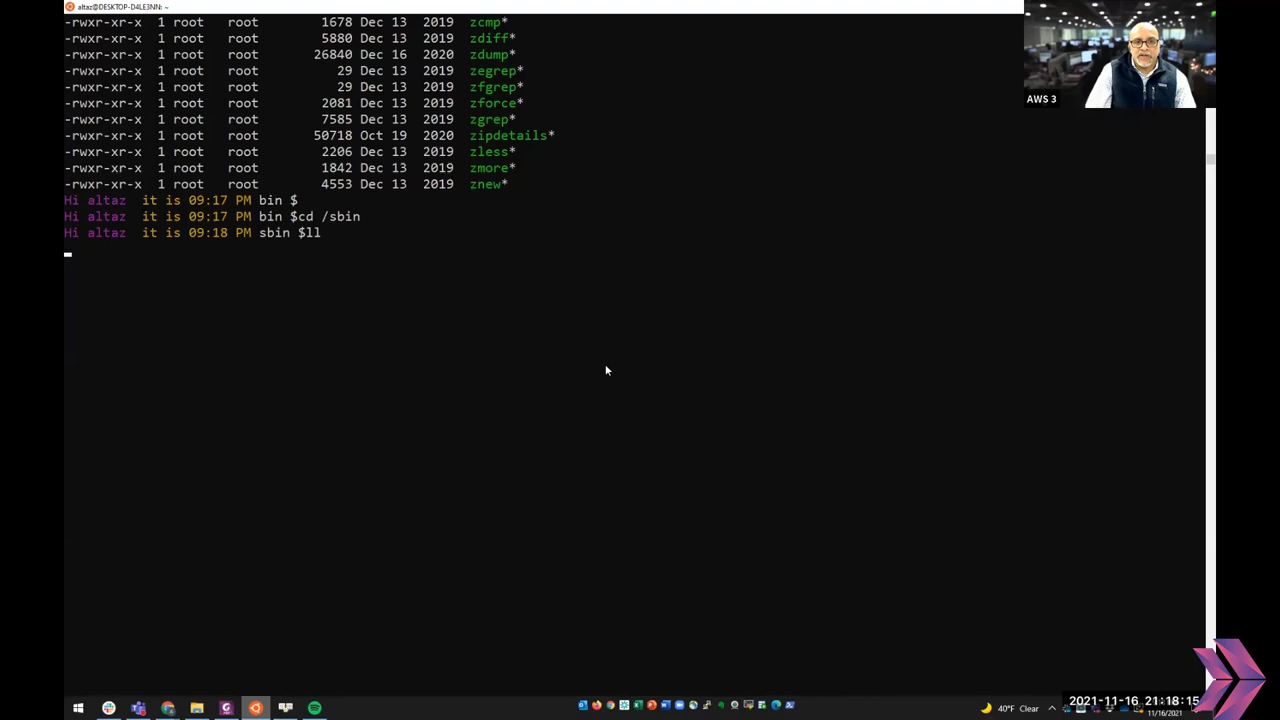 altaz@DESKTOP-D4LE3NN: ~
-rwxr-xr-x 1 root root 1678 Dec 13 2019 zcmp*
-rwxr-xr-x 1 root root 5880 Dec 13 2019 zdiff*
-rwxr-xr-x 1 root root 26840 Dec 16 2020 zdump*
-rwxr-xr-x 1 root root 29 Dec 13 2019 zegrep*
-rwxr-xr-x 1 root root 29 Dec 13 2019 zfgrep*
-rwxr-xr-x 1 root root 2081 Dec 13 2019 zforce*
-rwxr-xr-x 1 root root 7585 Dec 13 2019 zgrep*
-rwxr-xr-x 1 root root 50718 Oct 19 2020 zipdetails*
-rwxr-xr-x 1 root root 2206 Dec 13 2019 zless*
-rwxr-xr-x 1 root root 1842 Dec 13 2019 zmore*
-rwxr-xr-x 1 root root 4553 Dec 13 2019 znew*
Hi altaz it is 09:17 PM bin $
Hi altaz it is 09:17 PM bin $cd /sbin
Hi altaz it is 09:18 PM sbin $ll
AWS 3
40°F Clear
2021-11-16 21:18:15
11/16/2021